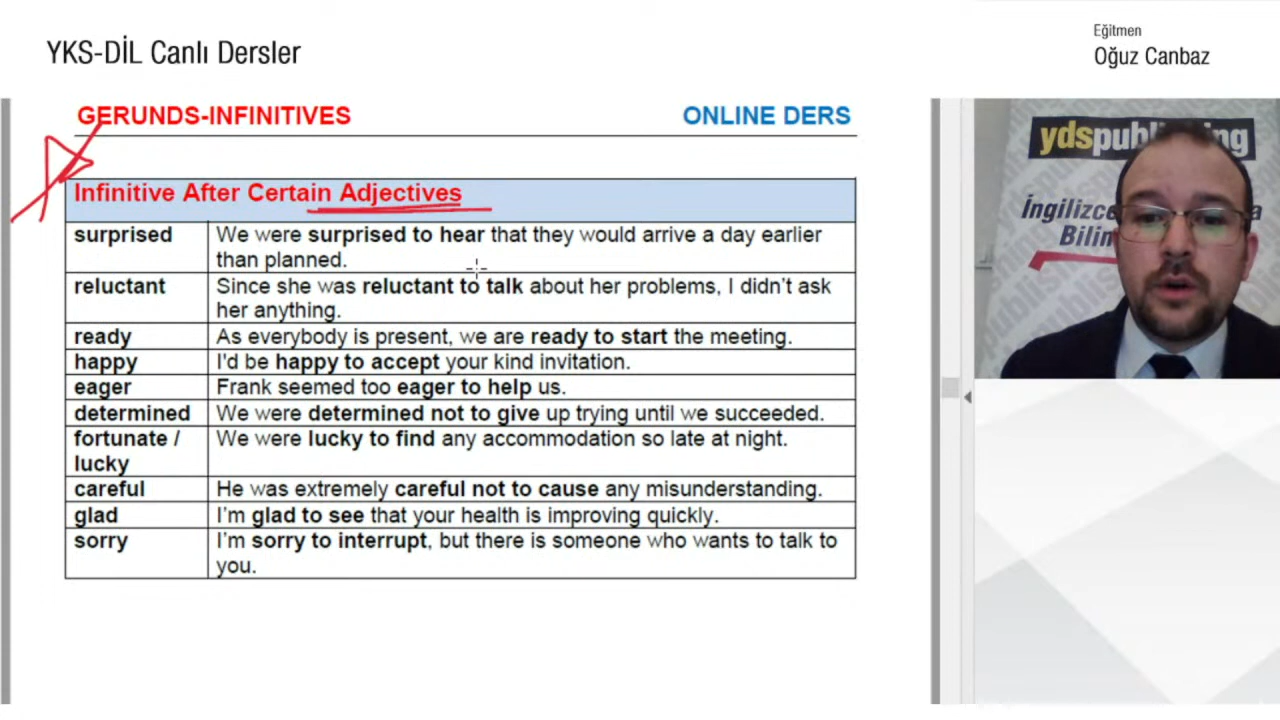 YKS-DİL Canlı Dersler
Eğitmen
Oğuz Canbaz
GERUNDS-INFINITIVES
ONLINE DERS
Infinitive After Certain Adjectives
surprised
We were surprised to hear that they would arrive a day earlier
than planned.
reluctant
Since she was reluctant to talk about her problems, I didn't ask
her anything.
ready
As everybody is present, we are ready to start the meeting.
happy
I'd be happy to accept your kind invitation.
eager
Frank seemed too eager to help us.
determined
We were determined not to give up trying until we succeeded.
fortunate /
lucky
We were lucky to find any accommodation so late at night.
careful
He was extremely careful not to cause any misunderstanding.
glad
I'm glad to see that your health is improving quickly.
sorry
I'm sorry to interrupt, but there is someone who wants to talk to
you.